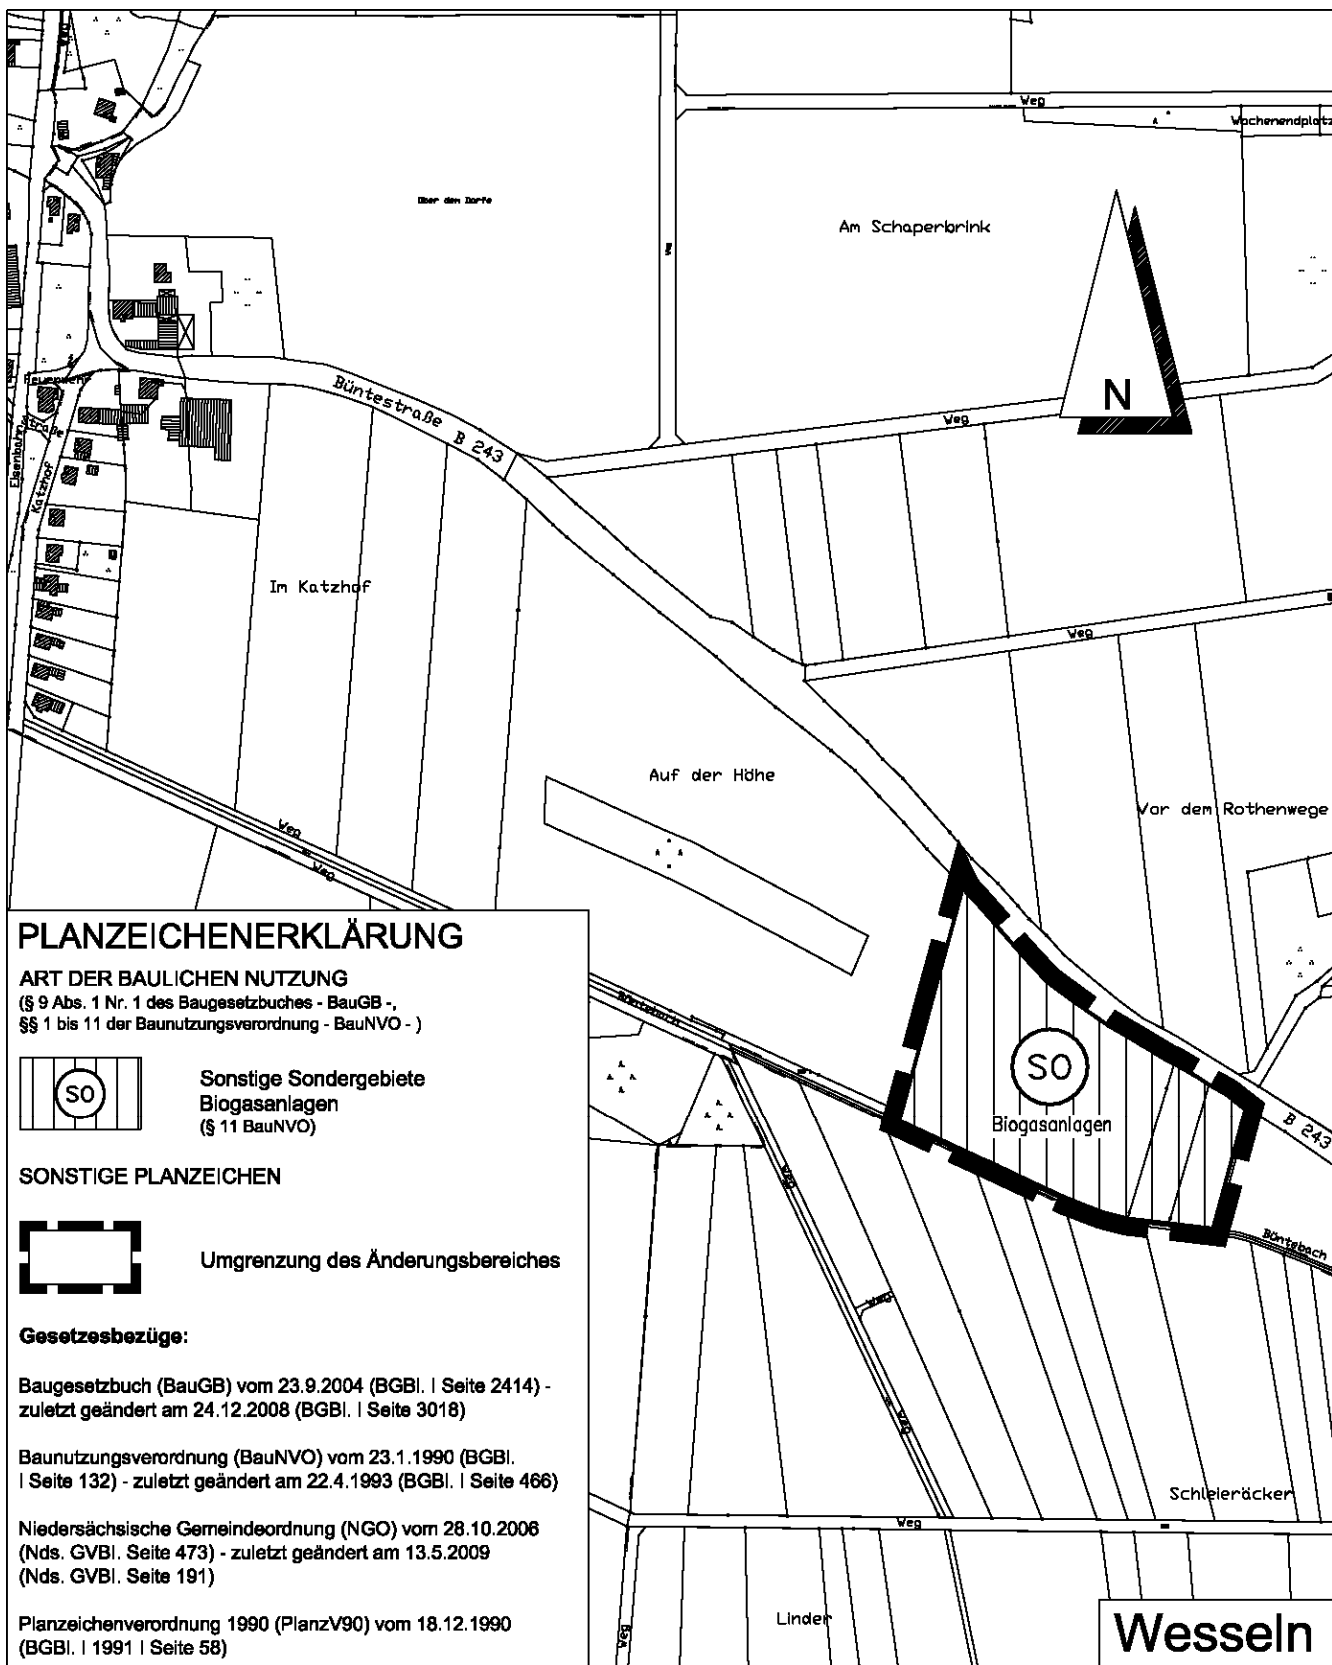 Weg
Wochenendplatz
Über dem Dorfe
Am Schaperbrink
Weg
N
Feuerwehr
Büntestraße B 243
Weg
Straße
Eisenbahn
Katzhof
Im Katzhof
Weg
Auf der Höhe
Vor dem Rothenwege
Weg
Weg
PLANZEICHENERKLÄRUNG
ART DER BAULICHEN NUTZUNG
(§ 9 Abs. 1 Nr. 1 des Baugesetzbuches - BauGB -,
§§ 1 bis 11 der Baunutzungsverordnung - BauNVO - )
SO
Sonstige Sondergebiete
Biogasanlagen
(§ 11 BauNVO)
SONSTIGE PLANZEICHEN
Umgrenzung des Änderungsbereiches
Gesetzesbezüge:
Baugesetzbuch (BauGB) vom 23.9.2004 (BGBl. I Seite 2414) -
zuletzt geändert am 24.12.2008 (BGBl. I Seite 3018)
Baunutzungsverordnung (BauNVO) vom 23.1.1990 (BGBl.
I Seite 132) - zuletzt geändert am 22.4.1993 (BGBl. I Seite 466)
Niedersächsische Gemeindeordnung (NGO) vom 28.10.2006
(Nds. GVBl. Seite 473) - zuletzt geändert am 13.5.2009
(Nds. GVBl. Seite 191)
Planzeichenverordnung 1990 (PlanzV90) vom 18.12.1990
(BGBl. I 1991 I Seite 58)
Büntebach
SO
Biogasanlagen
B 243
Weg
Büntebach
Weg
Weg
Schleieräcker
Weg
Linder
Weg
Wesseln